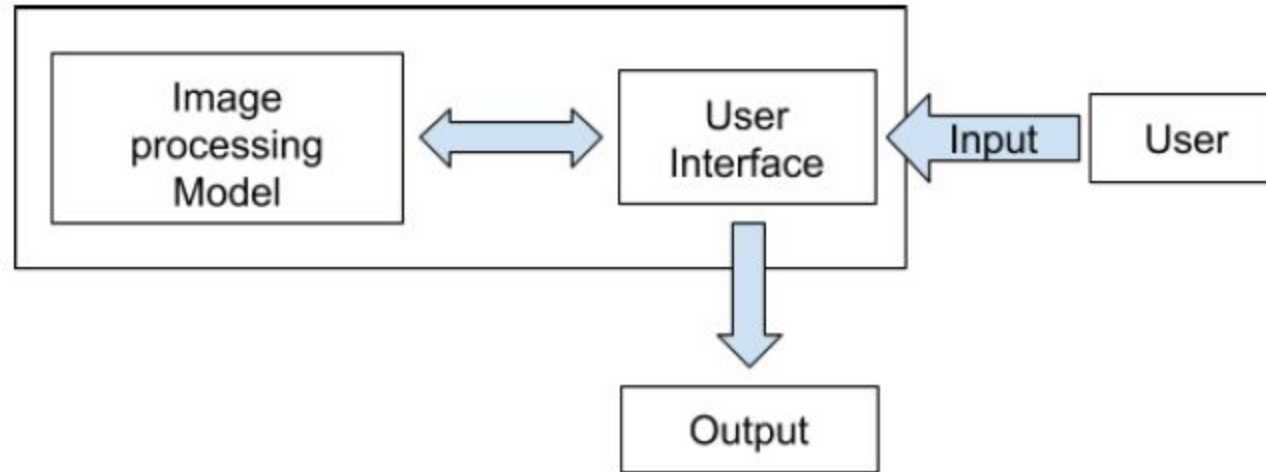 Image
processing
Model
User
Interface
Input
User
Output